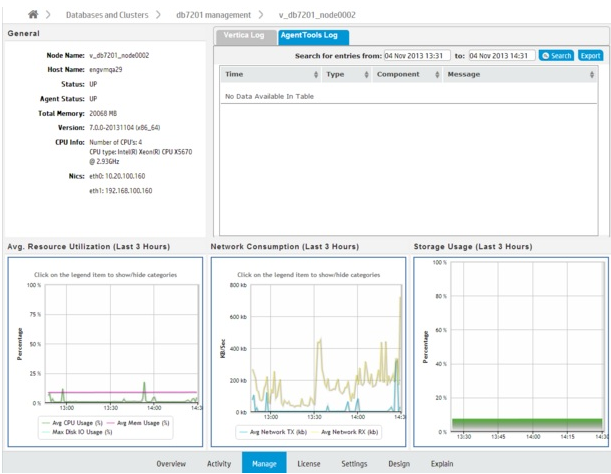 Databases and Clusters > db7201 management > v_db7201_node0002
General
Node Name: v_db7201_node0002
Host Name: engvmqa29
Status: UP
Agent Status: UP
Total Memory: 20068 MB
Version: 7.0.0-20131104 (x86_64)
CPU Info: Number of CPU's: 4
CPU type: Intel(R) Xeon(R) CPU X5670
@ 2.93GHz
Nics: eth0: 10.20.100.160
eth1: 192.168.100.160
Vertica Log AgentTools Log
Search for entries from: 04 Nov 2013 13:31 to: 04 Nov 2013 14:31 Search Export
Time Type Component Message
No Data Available In Table
Avg. Resource Utilization (Last 3 Hours)
Click on the legend item to show/hide categories
100 %
75 %
50 %
25 %
0 %
Percentage
13:00 13:30 14:00 14:3
Avg CPU Usage (%) Avg Mem Usage (%)
Max Disk IO Usage (%)
Network Consumption (Last 3 Hours)
Click on the legend item to show/hide categories
800 kb
600 kb
400 kb
200 kb
0 kb
KB/Sec
13:00 13:30 14:00 14:3
Avg Network TX (kb) Avg Network RX (kb)
Storage Usage (Last 3 Hours)
100 %
80 %
60 %
40 %
20 %
0 %
Percentage
13:30 13:45 14:00 14:15 14:30
Overview Activity Manage License Settings Design Explain